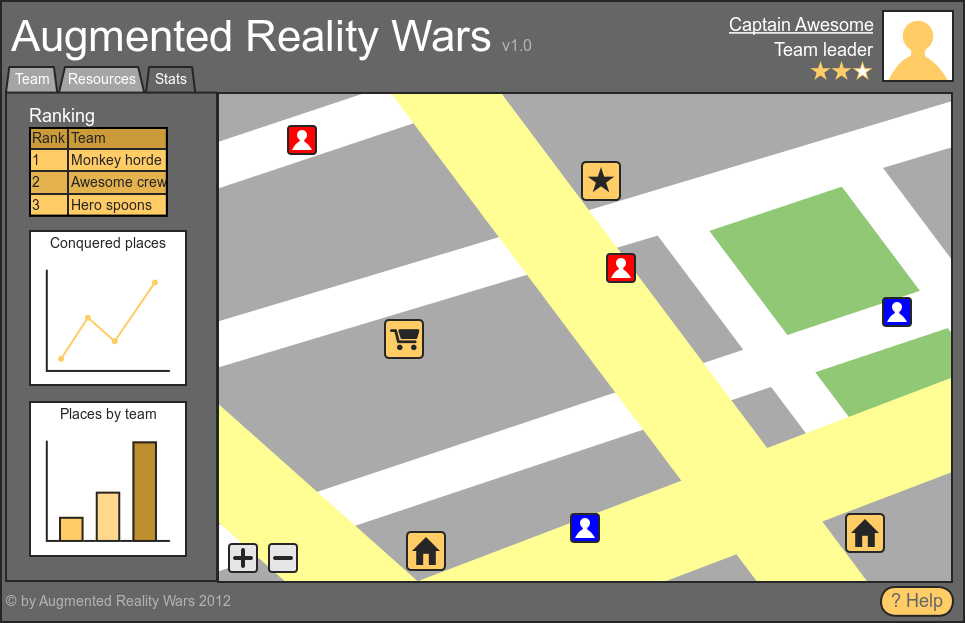 Augmented Reality Wars v1.0
Captain Awesome
Team leader
Team Resources Stats
Ranking
Rank Team
1 Monkey horde
2 Awesome crew
3 Hero spoons
Conquered places
Places by team
© by Augmented Reality Wars 2012
? Help